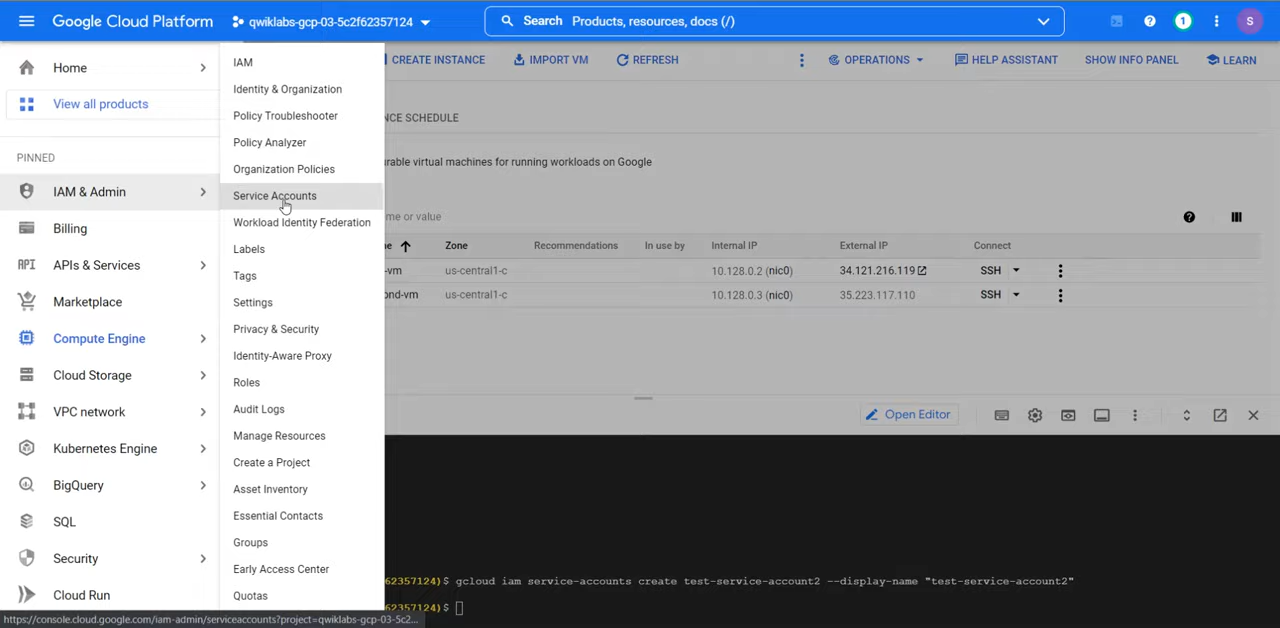 Google Cloud Platform
qwiklabs-gcp-03-5c2f62357124
Search Products, resources, docs (/)
1
S
Home
View all products
PINNED
IAM & Admin
Billing
APIs & Services
Marketplace
Compute Engine
Cloud Storage
VPC network
Kubernetes Engine
BigQuery
SQL
Security
Cloud Run
IAM
Identity & Organization
Policy Troubleshooter
Policy Analyzer
Organization Policies
Service Accounts
Workload Identity Federation
Labels
Tags
Settings
Privacy & Security
Identity-Aware Proxy
Roles
Audit Logs
Manage Resources
Create a Project
Asset Inventory
Essential Contacts
Groups
Early Access Center
Quotas
CREATE INSTANCE IMPORT VM REFRESH OPERATIONS HELP ASSISTANT SHOW INFO PANEL LEARN
NCE SCHEDULE
urable virtual machines for running workloads on Google
me or value
ne Zone Recommendations In use by Internal IP External IP Connect
-vm us-central1-c 10.128.0.2 (nic0) 34.121.216.119 SSH
ond-vm us-central1-c 10.128.0.3 (nic0) 35.223.117.110 SSH
Open Editor
62357124)$ gcloud iam service-accounts create test-service-account2 --display-name "test-service-account2"
62357124)$
https://console.cloud.google.com/iam-admin/serviceaccounts?project=qwiklabs-gcp-03-5c2...